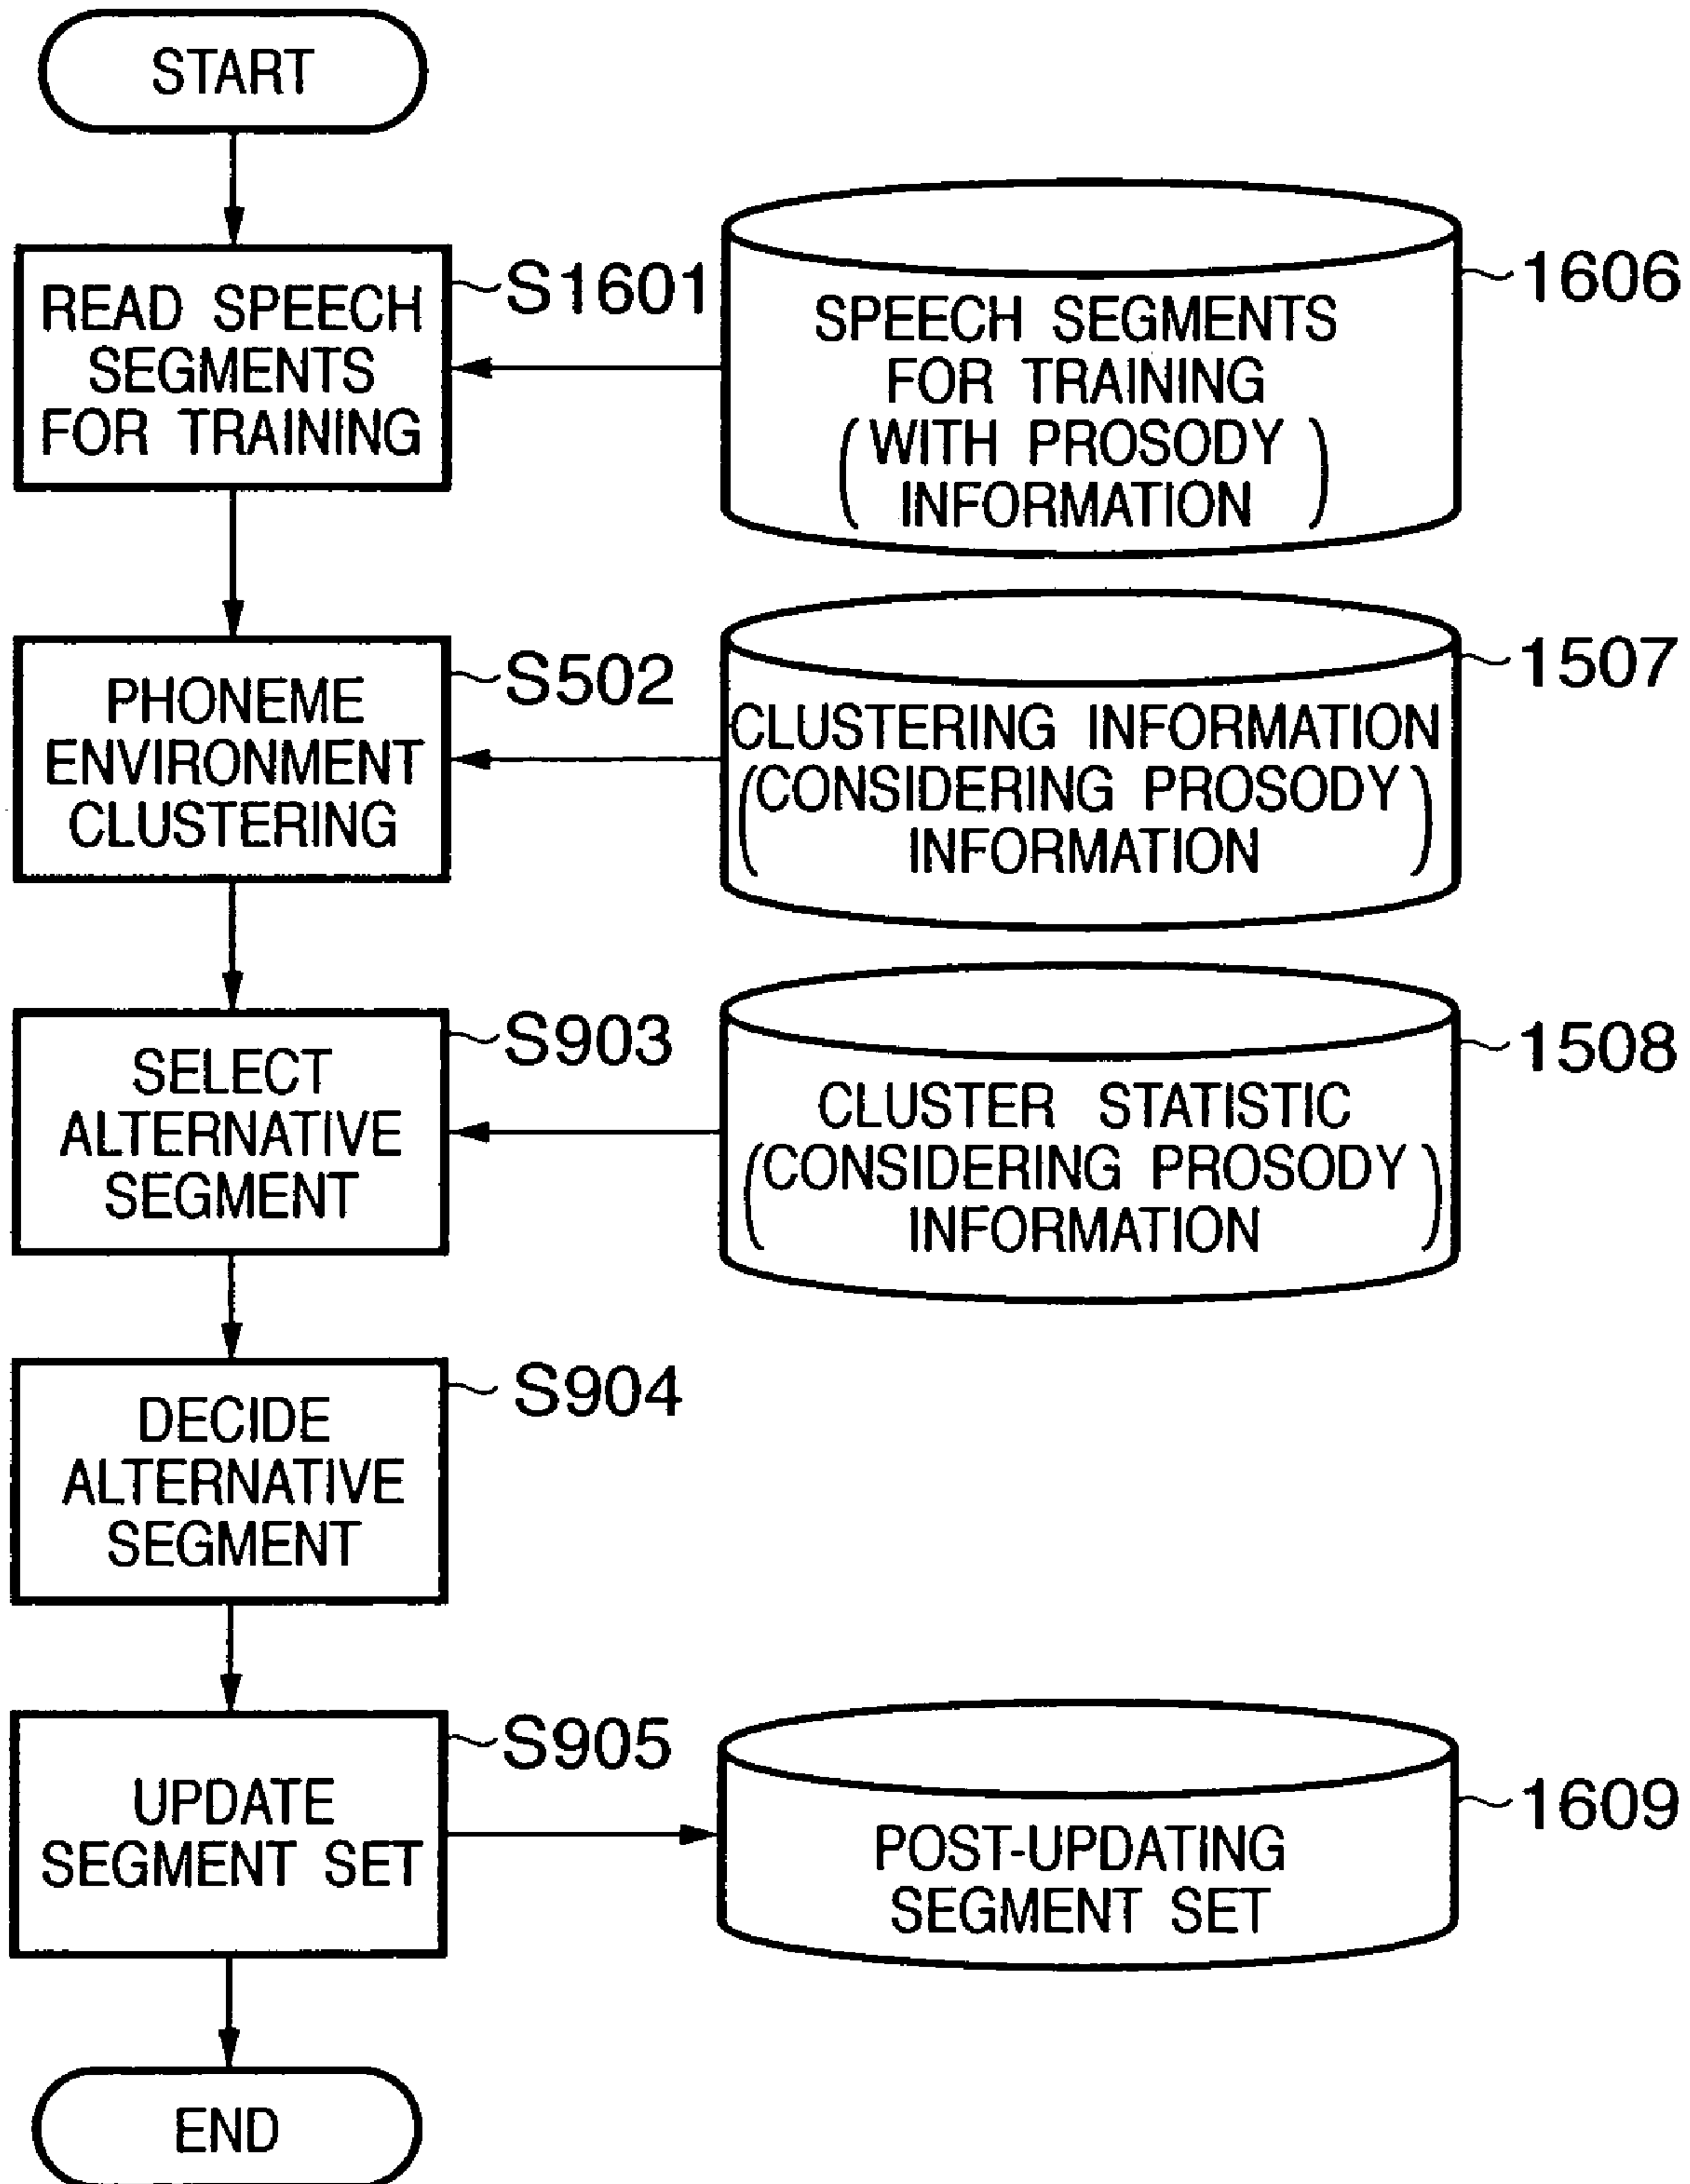 START
READ SPEECH
SEGMENTS
FOR TRAINING
S1601
SPEECH SEGMENTS
FOR TRAINING
(WITH PROSODY
INFORMATION)
1606
PHONEME
ENVIRONMENT
CLUSTERING
S502
CLUSTERING INFORMATION
(CONSIDERING PROSODY
INFORMATION)
1507
SELECT
ALTERNATIVE
SEGMENT
S903
CLUSTER STATISTIC
(CONSIDERING PROSODY
INFORMATION)
1508
DECIDE
ALTERNATIVE
SEGMENT
S904
UPDATE
SEGMENT SET
S905
POST-UPDATING
SEGMENT SET
1609
END